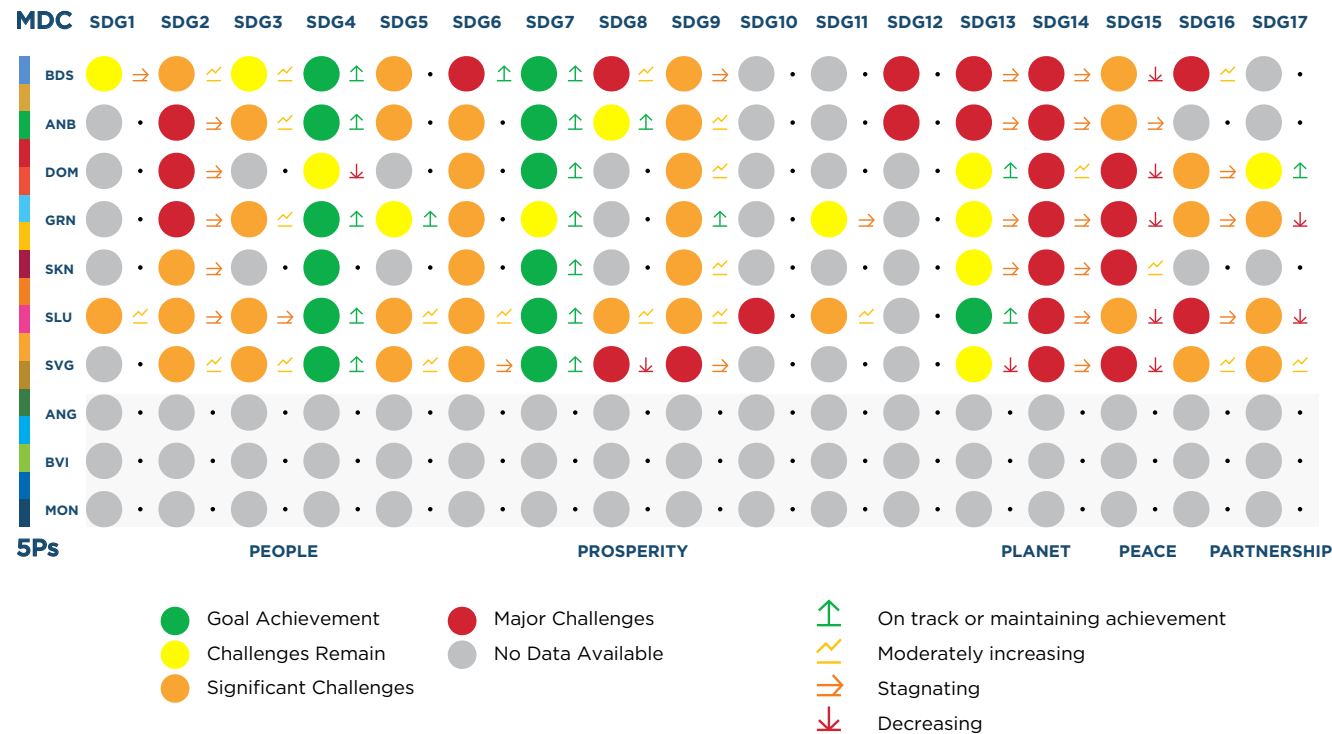 MDC SDG1 SDG2 SDG3 SDG4 SDG5 SDG6 SDG7 SDG8 SDG9 SDG10 SDG11 SDG12 SDG13 SDG14 SDG15 SDG16 SDG17
BDS
ANB
DOM
GRN
SKN
SLU
SVG
ANG
BVI
MON
5Ps PEOPLE PROSPERITY PLANET PEACE PARTNERSHIP
Goal Achievement
Challenges Remain
Significant Challenges
Major Challenges
No Data Available
On track or maintaining achievement
Moderately increasing
Stagnating
Decreasing